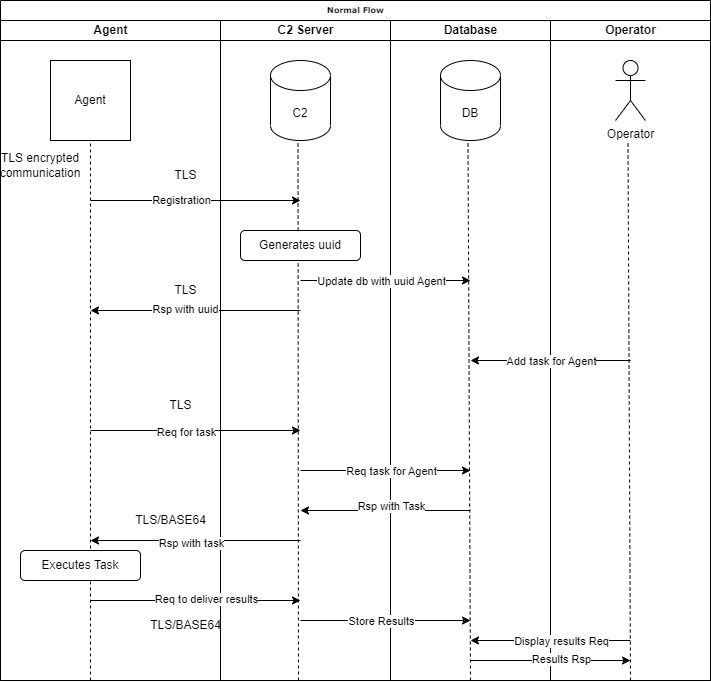 Normal Flow
Agent
C2 Server
Database
Operator
Agent
C2
DB
Operator
TLS encrypted
communication
TLS
Registration
Generates uuid
Update db with uuid Agent
TLS
Rsp with uuid
Add task for Agent
TLS
Req for task
Req task for Agent
Rsp with Task
TLS/BASE64
Rsp with task
Executes Task
Req to deliver results
Store Results
TLS/BASE64
Display results Req
Results Rsp